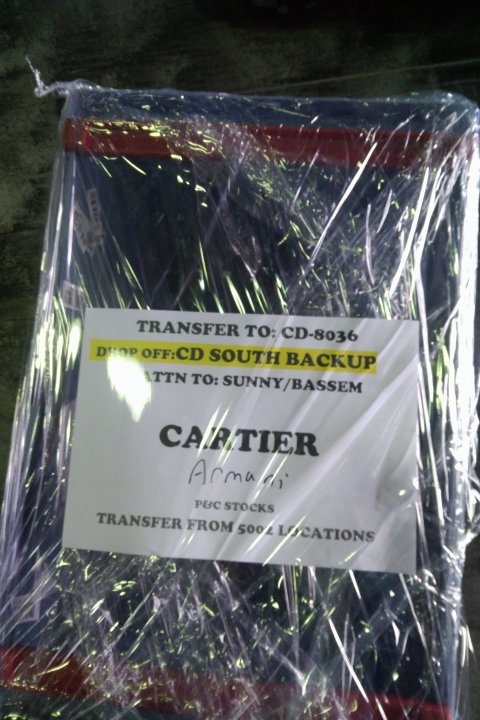 TRANSFER TO: CD-8036
DROP OFF:CD SOUTH BACKUP
ATTN TO: SUNNY/BASSEM
CARTIER
Armani
P&C STOCKS
TRANSFER FROM 5002 LOCATIONS